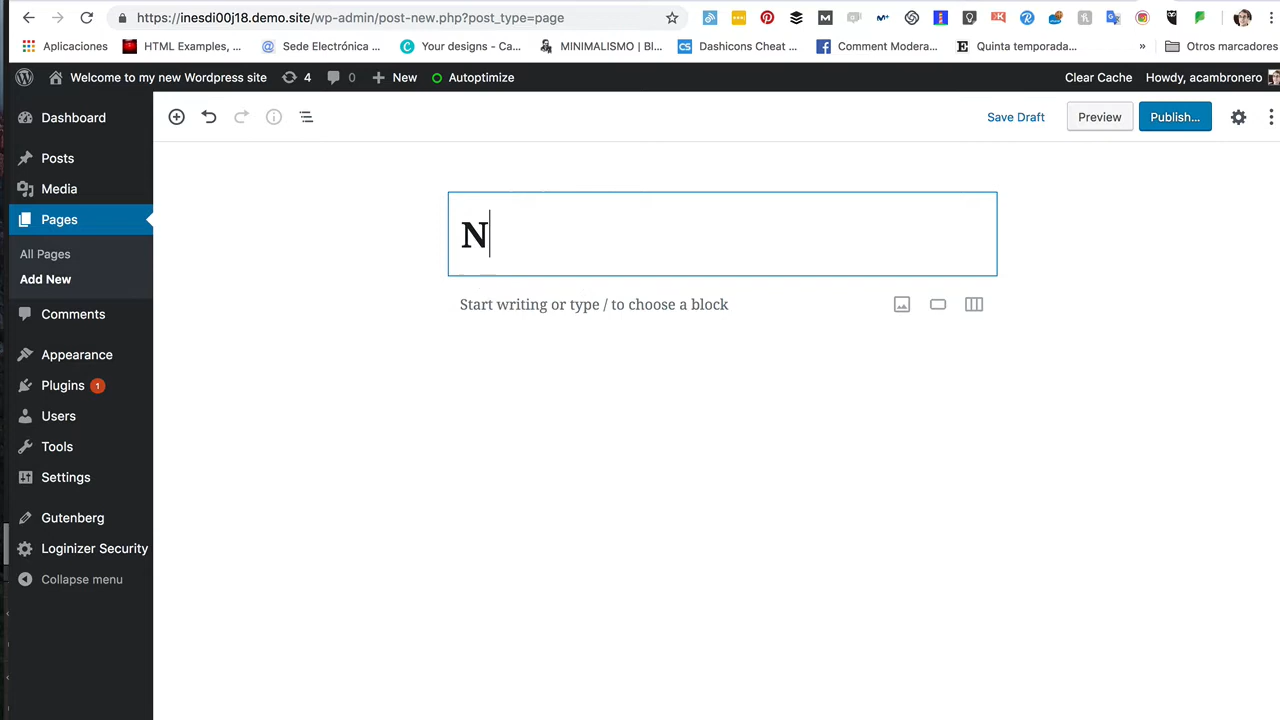 https://inesdi00j18.demo.site/wp-admin/post-new.php?post_type=page
Aplicaciones HTML Examples, ... Sede Electrónica ... Your designs - Ca... MINIMALISMO | Bl... Dashicons Cheat ... Comment Modera... Quinta temporada... » Otros marcadores
Welcome to my new Wordpress site 4 0 New Autoptimize Clear Cache Howdy, acambronero
Dashboard
Save Draft Preview Publish...
Posts
Media
Pages
All Pages
Add New
Comments
Appearance
Plugins 1
Users
Tools
Settings
Gutenberg
Loginizer Security
Collapse menu
N
Start writing or type / to choose a block